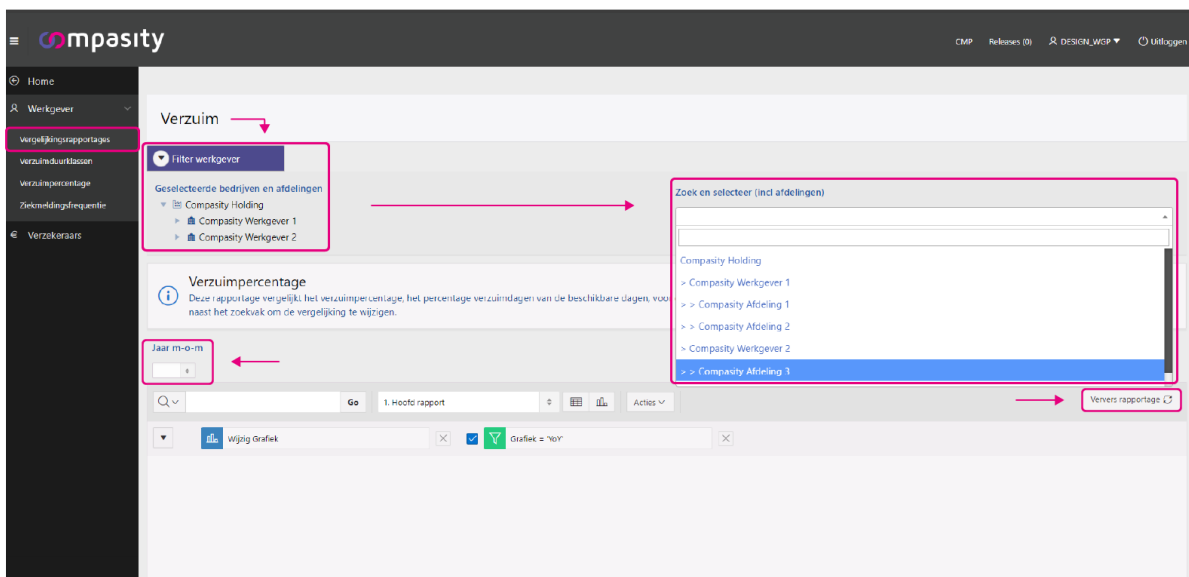 compasity
CMP Releases (0) DESIGN_WGP Uitloggen
Home
Werkgever
Vergelijkingsrapportages
Verzuimduurklassen
Verzuimpercentage
Ziekmeldingsfrequentie
€ Verzekeraars
Verzuim
Filter werkgever
Geselecteerde bedrijven en afdelingen
Compasity Holding
Compasity Werkgever 1
Compasity Werkgever 2
Zoek en selecteer (incl afdelingen)
Compasity Holding
> Compasity Werkgever 1
> > Compasity Afdeling 1
> > Compasity Afdeling 2
> Compasity Werkgever 2
> > Compasity Afdeling 3
Verzuimpercentage
Deze rapportage vergelijkt het verzuimpercentage, het percentage verzuimdagen van de beschikbare dagen, voo
naast het zoekvak om de vergelijking te wijzigen.
Jaar m-o-m
Go 1. Hoofd rapport Acties
Ververs rapportage
Wijzig Grafiek Grafiek = 'YoY'